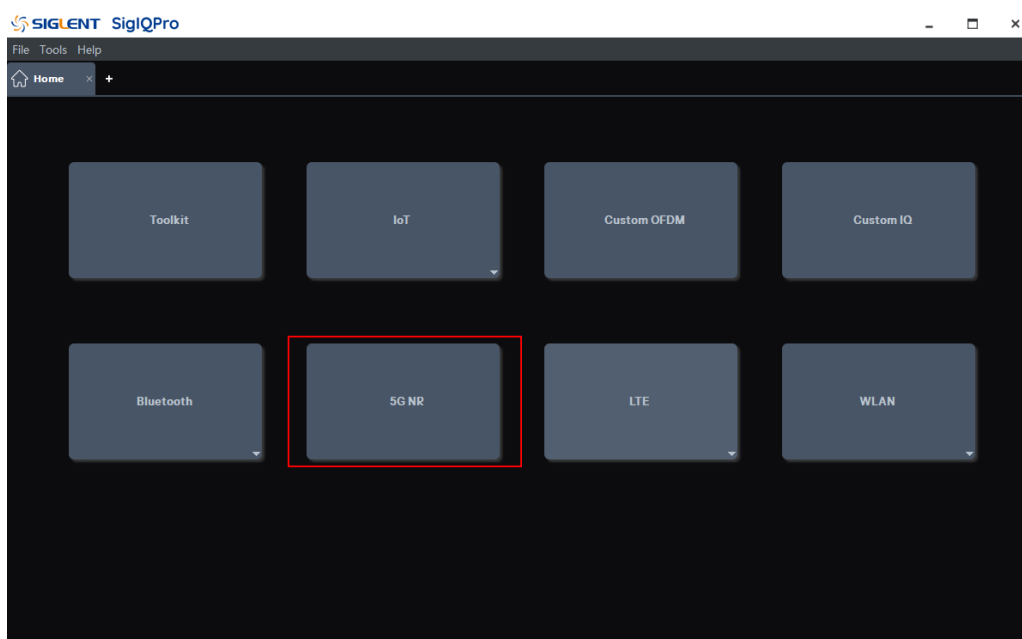 SIGLENT SigIQPro
File Tools Help
Home
Toolkit IoT Custom OFDM Custom IQ
Bluetooth 5G NR LTE WLAN